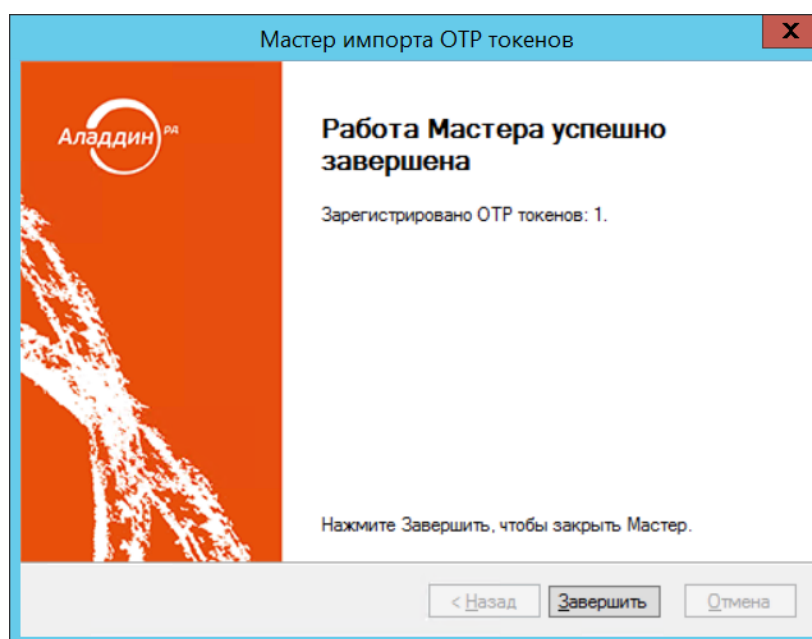 Мастер импорта OTP токенов
X
Аладдин РД
Работа Мастера успешно
завершена
Зарегистрировано OTP токенов: 1.
Нажмите Завершить, чтобы закрыть Мастер.
< Назад
Завершить
Отмена